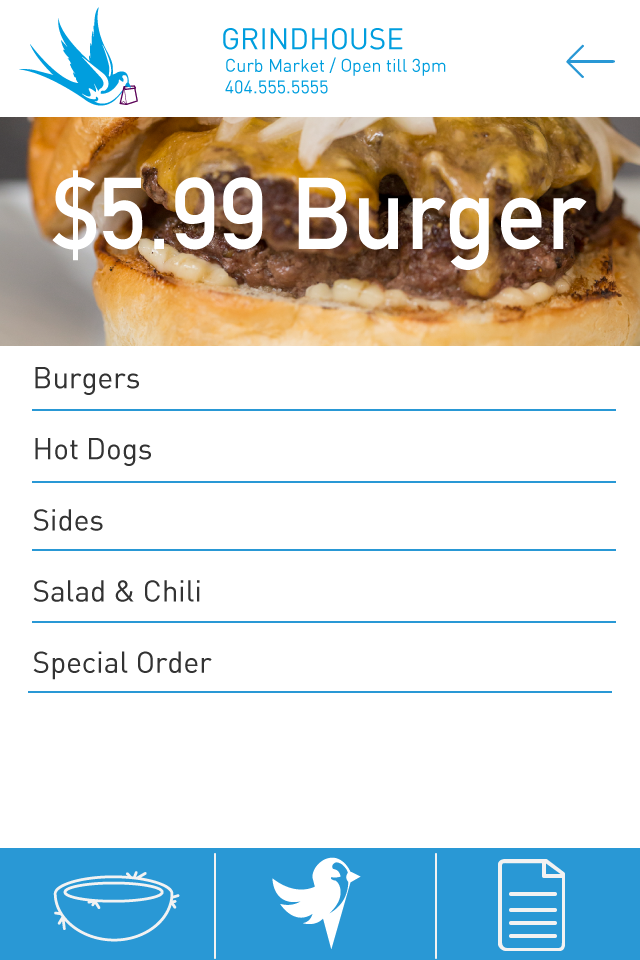 GRINDHOUSE
Curb Market / Open till 3pm
404.555.5555
$5.99 Burger
Burgers
Hot Dogs
Sides
Salad & Chili
Special Order